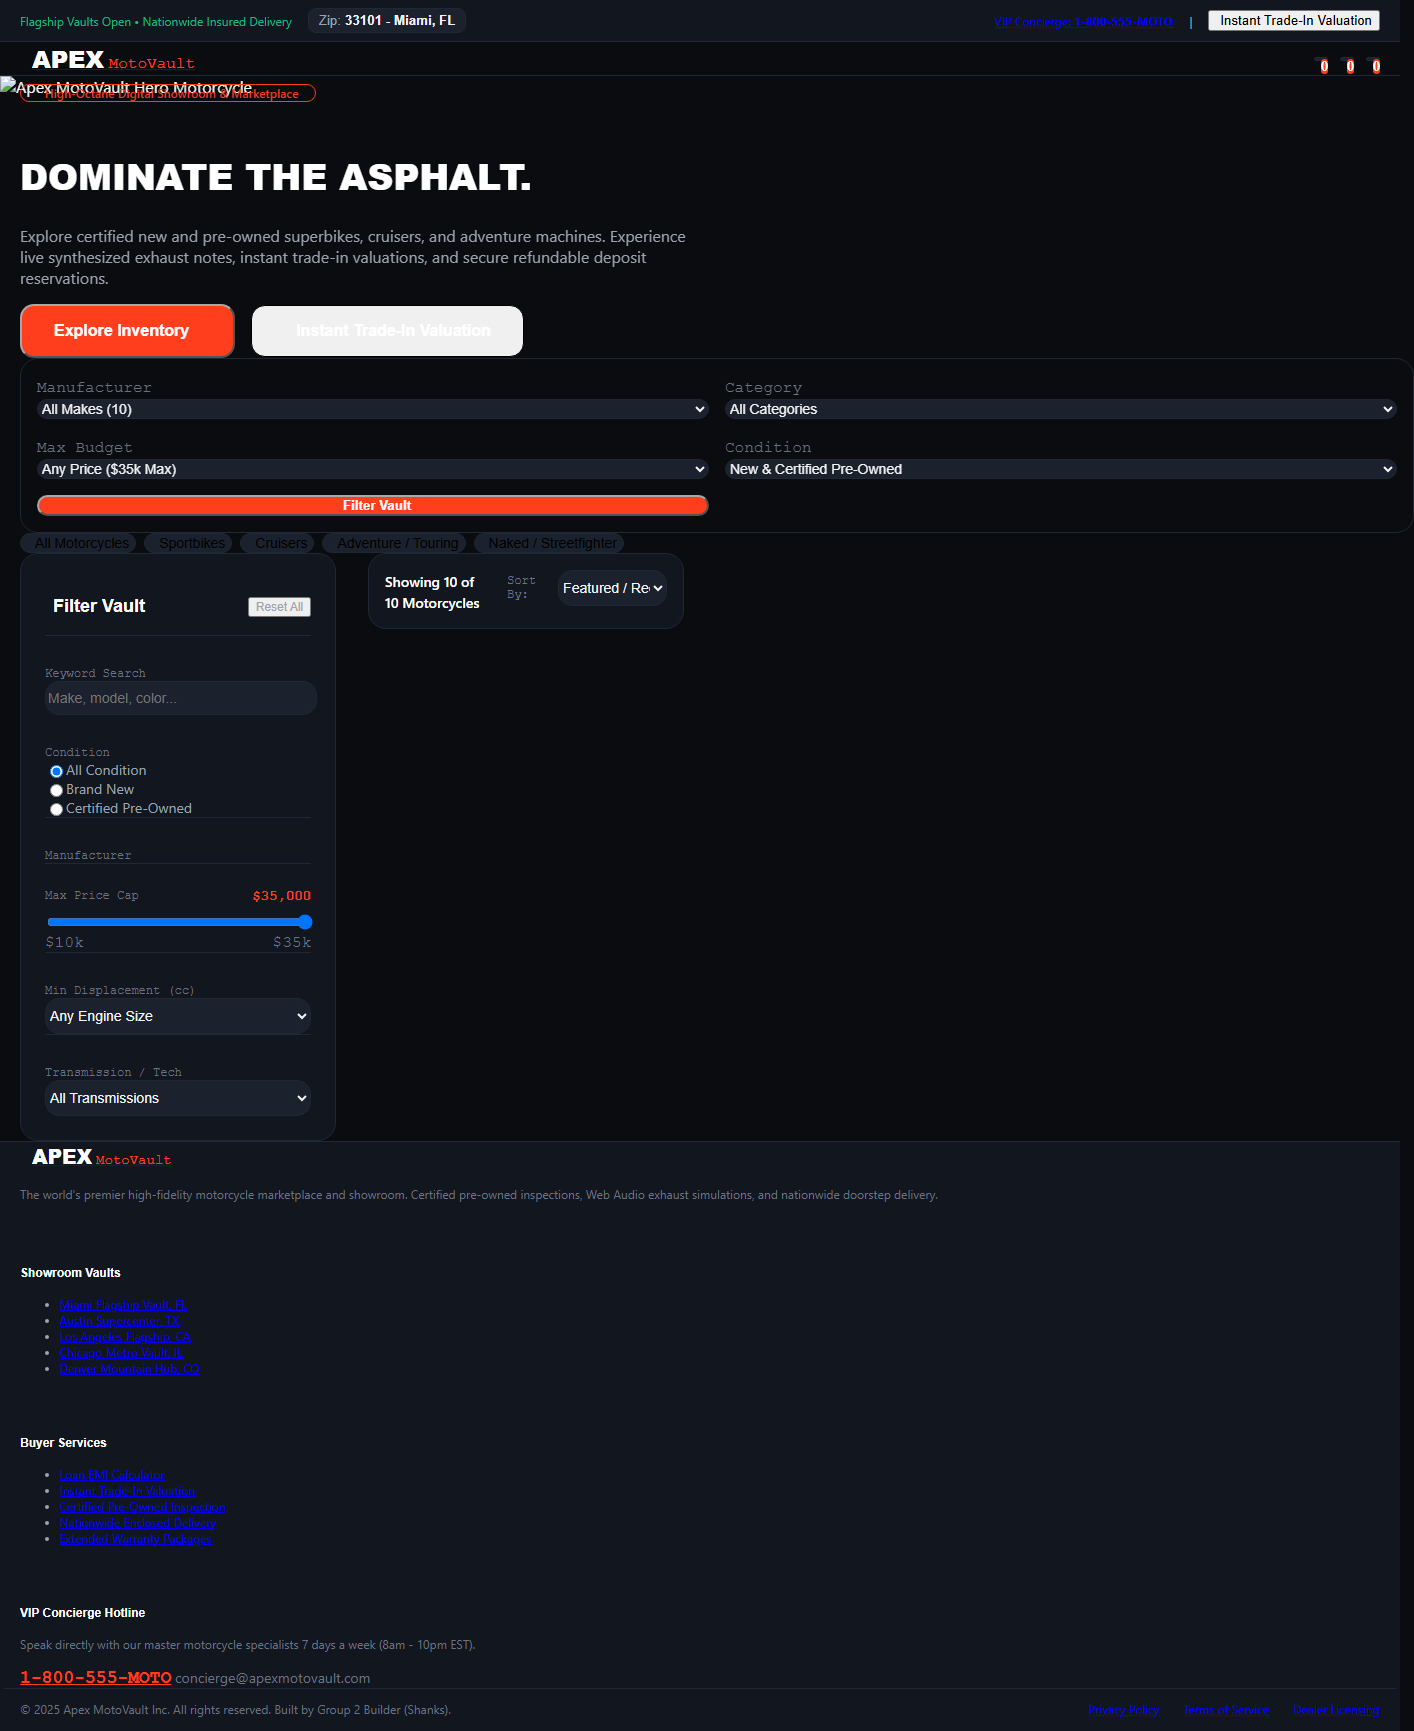 Flagship Vaults Open • Nationwide Insured Delivery
Zip: 33101 - Miami, FL
VIP Concierge: 1-800-555-MOTO
|
Instant Trade-In Valuation
APEX MotoVault
0 0 0
Apex MotoVault Hero Motorcycle
High-Octane Digital Showroom & Marketplace
DOMINATE THE ASPHALT.
Explore certified new and pre-owned superbikes, cruisers, and adventure machines. Experience
live synthesized exhaust notes, instant trade-in valuations, and secure refundable deposit
reservations.
Explore Inventory
Instant Trade-In Valuation
Manufacturer
All Makes (10)
Category
All Categories
Max Budget
Any Price ($35k Max)
Condition
New & Certified Pre-Owned
Filter Vault
All Motorcycles
Sportbikes
Cruisers
Adventure / Touring
Naked / Streetfighter
Filter Vault
Reset All
Keyword Search
Make, model, color...
Condition
All Condition
Brand New
Certified Pre-Owned
Manufacturer
Max Price Cap
$35,000
$10k
$35k
Min Displacement (cc)
Any Engine Size
Transmission / Tech
All Transmissions
Showing 10 of
10 Motorcycles
Sort
By:
Featured / Re
APEX MotoVault
The world's premier high-fidelity motorcycle marketplace and showroom. Certified pre-owned inspections, Web Audio exhaust simulations, and nationwide doorstep delivery.
Showroom Vaults
Miami Flagship Vault, FL
Austin Supercenter, TX
Los Angeles Flagship, CA
Chicago Metro Vault, IL
Denver Mountain Hub, CO
Buyer Services
Loan EMI Calculator
Instant Trade-In Valuation
Certified Pre-Owned Inspection
Nationwide Enclosed Delivery
Extended Warranty Packages
VIP Concierge Hotline
Speak directly with our master motorcycle specialists 7 days a week (8am - 10pm EST).
1-800-555-MOTO concierge@apexmotovault.com
© 2025 Apex MotoVault Inc. All rights reserved. Built by Group 2 Builder (Shanks).
Privacy Policy
Terms of Service
Dealer Licensing